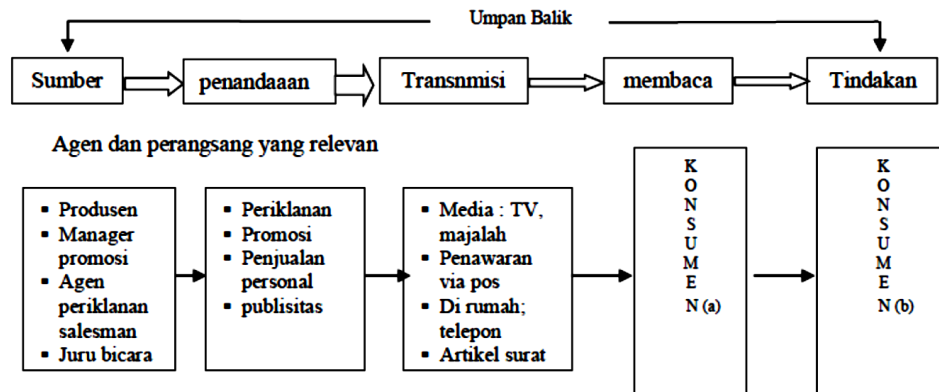 Umpan Balik
Sumber
penandaaan
Transnmisi
membaca
Tindakan
Agen dan perangsang yang relevan
▪ Produsen
▪ Manager
promosi
▪ Agen
periklanan
salesman
▪ Juru bicara
▪ Periklanan
▪ Promosi
▪ Penjualan
personal
▪ publisitas
▪ Media : TV,
majalah
▪ Penawaran
via pos
▪ Di rumah;
telepon
▪ Artikel surat
K
O
N
S
U
M
E
N (a)
K
O
N
S
U
M
E
N (b)